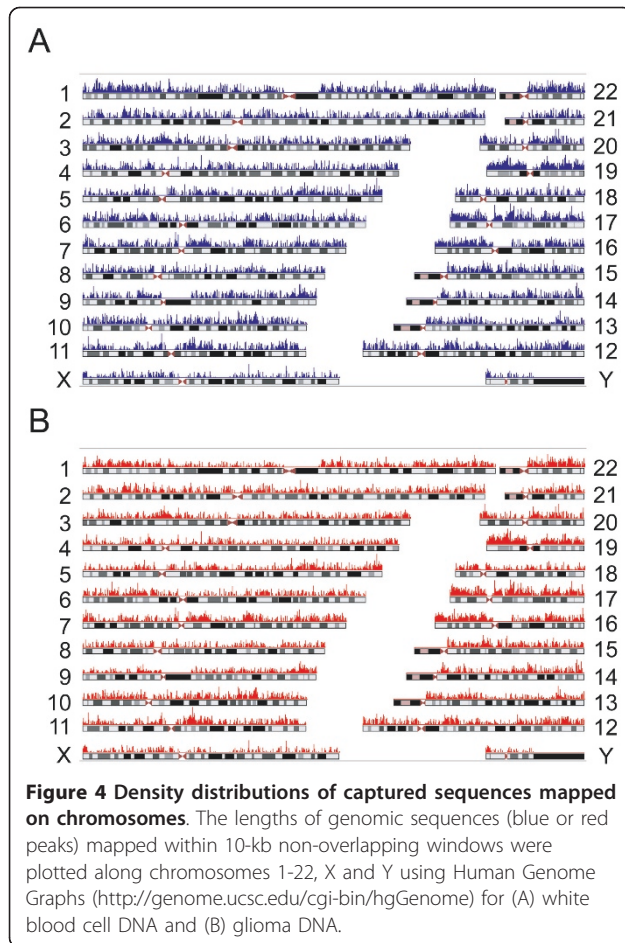 A
1 22
2 21
3 20
4 19
5 18
6 17
7 16
8 15
9 14
10 13
11 12
X Y
B
1 22
2 21
3 20
4 19
5 18
6 17
7 16
8 15
9 14
10 13
11 12
X Y
Figure 4 Density distributions of captured sequences mapped
on chromosomes. The lengths of genomic sequences (blue or red
peaks) mapped within 10-kb non-overlapping windows were
plotted along chromosomes 1-22, X and Y using Human Genome
Graphs (http://genome.ucsc.edu/cgi-bin/hgGenome) for (A) white
blood cell DNA and (B) glioma DNA.